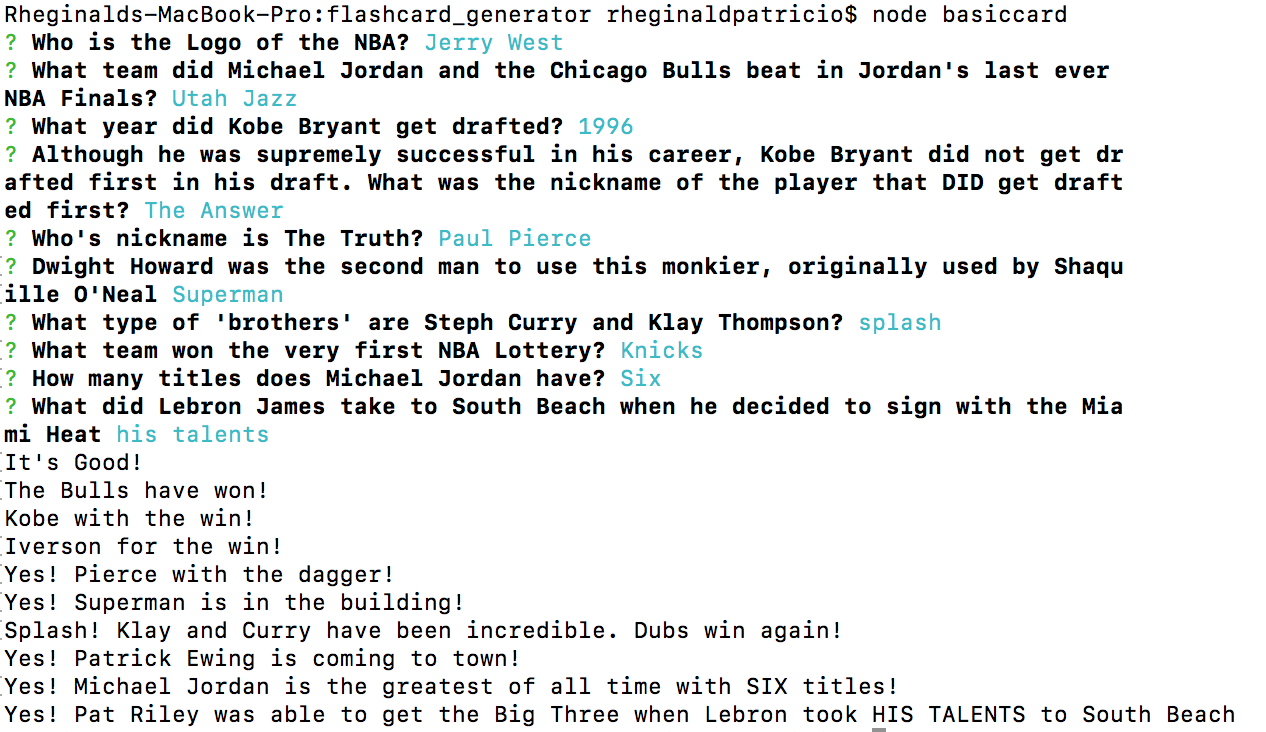 Rheginalds-MacBook-Pro:flashcard_generator rheginaldpatricio$ node basiccard
? Who is the Logo of the NBA? Jerry West
? What team did Michael Jordan and the Chicago Bulls beat in Jordan's last ever
NBA Finals? Utah Jazz
? What year did Kobe Bryant get drafted? 1996
? Although he was supremely successful in his career, Kobe Bryant did not get dr
afted first in his draft. What was the nickname of the player that DID get draft
ed first? The Answer
? Who's nickname is The Truth? Paul Pierce
? Dwight Howard was the second man to use this monkier, originally used by Shaqu
ille O'Neal Superman
? What type of 'brothers' are Steph Curry and Klay Thompson? splash
? What team won the very first NBA Lottery? Knicks
? How many titles does Michael Jordan have? Six
? What did Lebron James take to South Beach when he decided to sign with the Mia
mi Heat his talents
It's Good!
The Bulls have won!
Kobe with the win!
Iverson for the win!
Yes! Pierce with the dagger!
Yes! Superman is in the building!
Splash! Klay and Curry have been incredible. Dubs win again!
Yes! Patrick Ewing is coming to town!
Yes! Michael Jordan is the greatest of all time with SIX titles!
Yes! Pat Riley was able to get the Big Three when Lebron took HIS TALENTS to South Beach